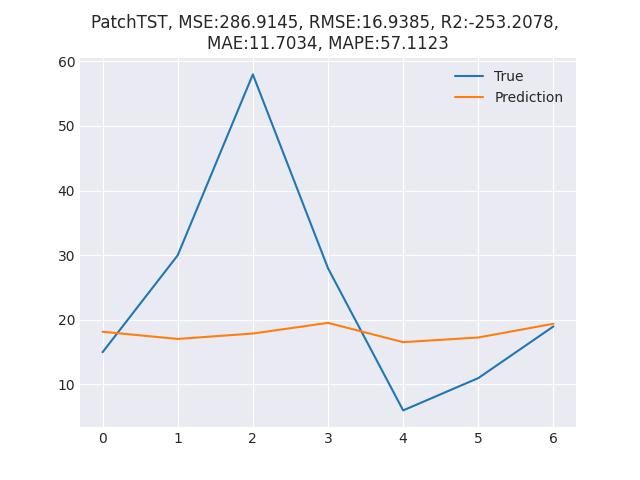 PatchTST, MSE:286.9145, RMSE:16.9385, R2:-253.2078,
MAE:11.7034, MAPE:57.1123
True
Prediction
60
50
40
30
20
10
0 1 2 3 4 5 6